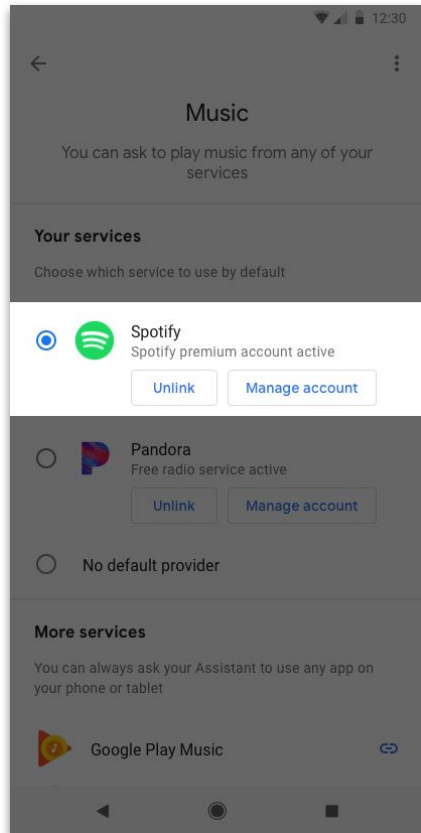 12:30
Music
You can ask to play music from any of your
services
Your services
Choose which service to use by default
Spotify
Spotify premium account active
Unlink Manage account
Pandora
Free radio service active
Unlink Manage account
No default provider
More services
You can always ask your Assistant to use any app on
your phone or tablet
Google Play Music